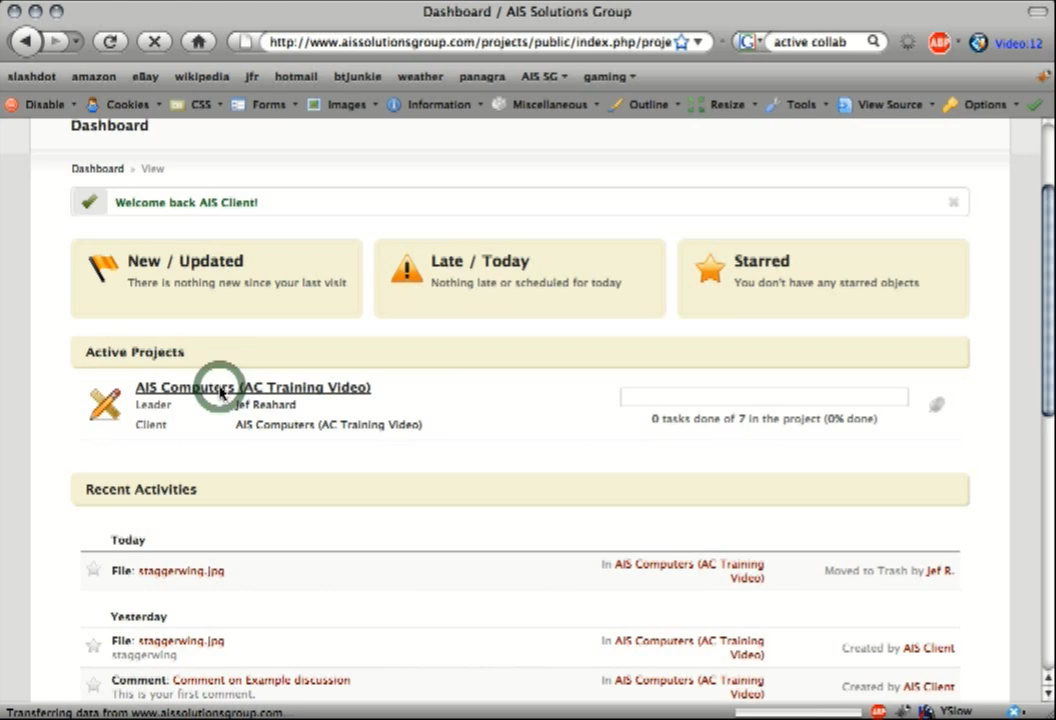 Dashboard / AIS Solutions Group
http://www.aissolutionsgroup.com/projects/public/index.php/proje
active collab
ABP
Video:12
slashdot amazon eBay wikipedia jfr hotmail btjunkie weather panagra AIS SG gaming
Disable Cookies CSS Forms Images Information Miscellaneous Outline Resize Tools View Source Options
Dashboard
Dashboard » View
Welcome back AIS Client!
New / Updated
There is nothing new since your last visit
Late / Today
Nothing late or scheduled for today
Starred
You don't have any starred objects
Active Projects
AIS Computers (AC Training Video)
Leader Jef Reahard
Client AIS Computers (AC Training Video)
0 tasks done of 7 in the project (0% done)
Recent Activities
Today
File: staggerwing.jpg
In AIS Computers (AC Training
Video)
Moved to Trash by Jef R.
Yesterday
File: staggerwing.jpg
staggerwing
In AIS Computers (AC Training
Video)
Created by AIS Client
Comment: Comment on Example discussion
This is your first comment.
In AIS Computers (AC Training
Video)
Created by AIS Client
Transferring data from www.aissolutionsgroup.com...
ABP
YSlow